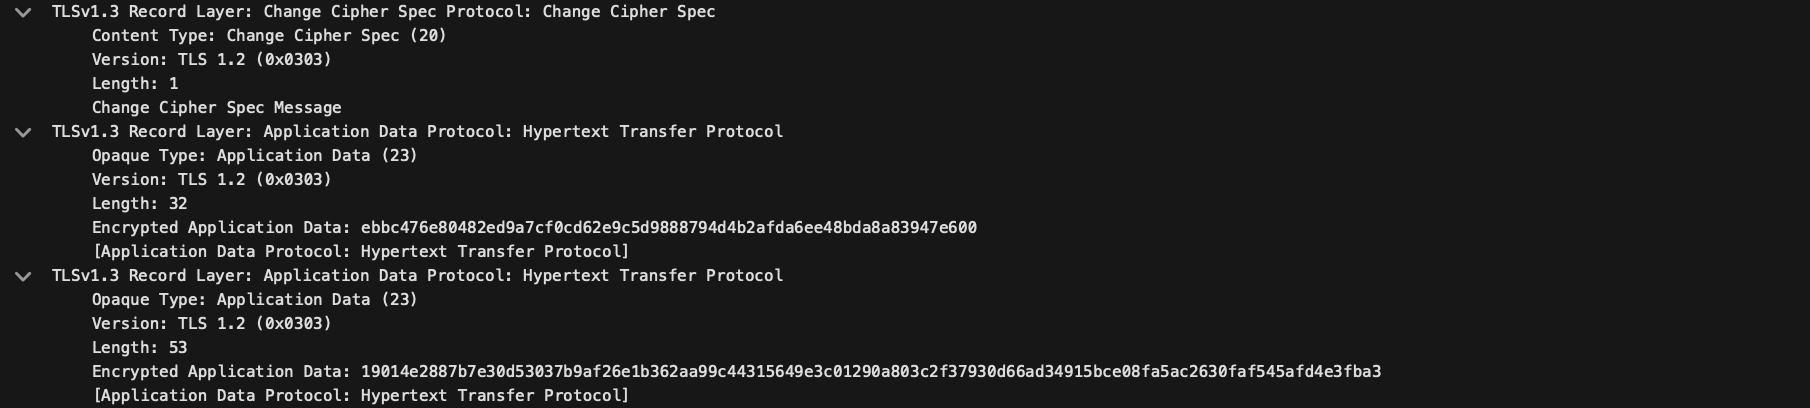 TLSv1.3 Record Layer: Change Cipher Spec Protocol: Change Cipher Spec
Content Type: Change Cipher Spec (20)
Version: TLS 1.2 (0x0303)
Length: 1
Change Cipher Spec Message
TLSv1.3 Record Layer: Application Data Protocol: Hypertext Transfer Protocol
Opaque Type: Application Data (23)
Version: TLS 1.2 (0x0303)
Length: 32
Encrypted Application Data: ebbc476e80482ed9a7cf0cd62e9c5d9888794d4b2afda6ee48bda8a83947e600
[Application Data Protocol: Hypertext Transfer Protocol]
TLSv1.3 Record Layer: Application Data Protocol: Hypertext Transfer Protocol
Opaque Type: Application Data (23)
Version: TLS 1.2 (0x0303)
Length: 53
Encrypted Application Data: 19014e2887b7e30d53037b9af26e1b362aa99c44315649e3c01290a803c2f37930d66ad34915bce08fa5ac2630faf545afd4e3fba3
[Application Data Protocol: Hypertext Transfer Protocol]